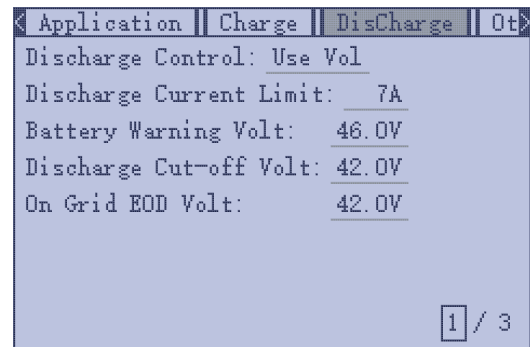 Application Charge DisCharge Ot
Discharge Control: Use Vol
Discharge Current Limit: 7A
Battery Warning Volt: 46.0V
Discharge Cut-off Volt: 42.0V
On Grid EOD Volt: 42.0V
1 / 3